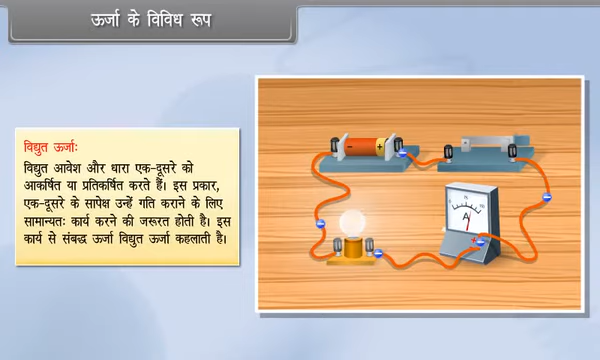 ऊर्जा के विविध रूप
विद्युत ऊर्जाः
विद्युत आवेश और धारा एक-दूसरे को
आकर्षित या प्रतिकर्षित करते हैं। इस प्रकार,
एक-दूसरे के सापेक्ष उन्हें गति कराने के लिए
सामान्यतः कार्य करने की जरूरत होती है। इस
कार्य से संबद्ध ऊर्जा विद्युत ऊर्जा कहलाती है।
- +
A
+ -